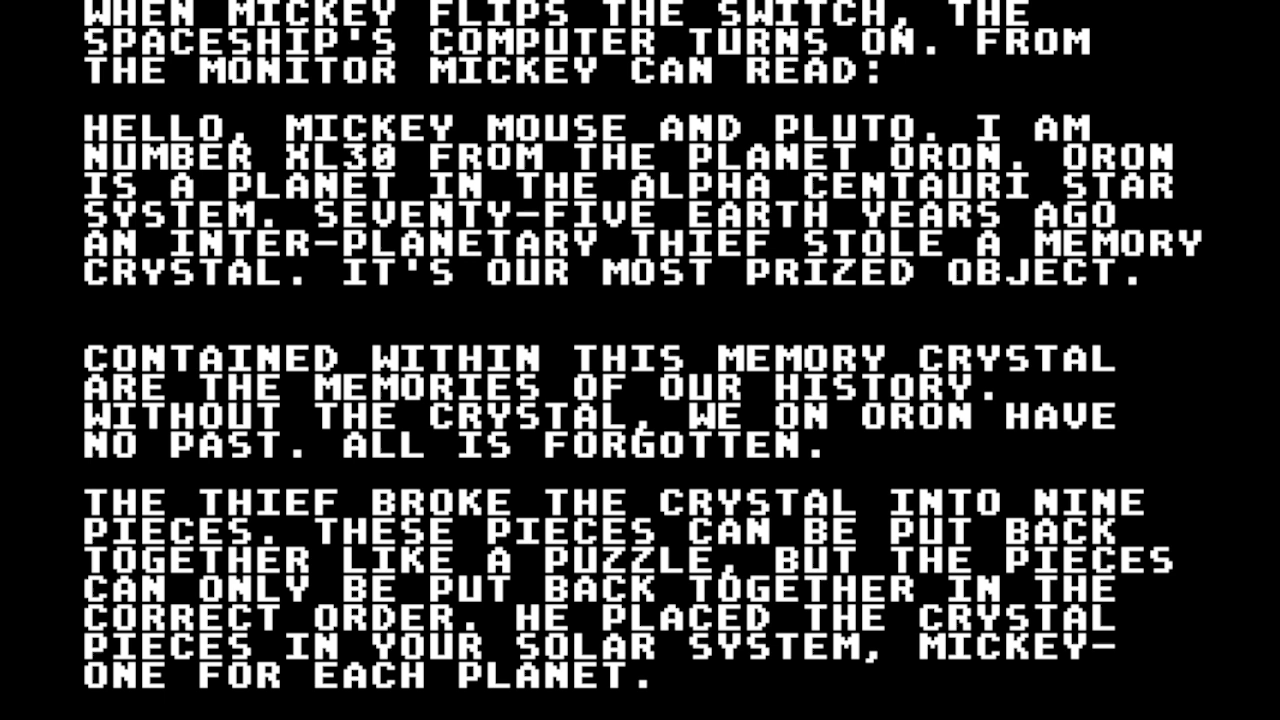 WHEN MICKEY FLIPS THE SWITCH, THE
SPACESHIP'S COMPUTER TURNS ON. FROM
THE MONITOR MICKEY CAN READ:
HELLO, MICKEY MOUSE AND PLUTO. I AM
NUMBER XL30 FROM THE PLANET ORON. ORON
IS A PLANET IN THE ALPHA CENTAURI STAR
SYSTEM. SEVENTY-FIVE EARTH YEARS AGO
AN INTER-PLANETARY THIEF STOLE A MEMORY
CRYSTAL. IT'S OUR MOST PRIZED OBJECT.
CONTAINED WITHIN THIS MEMORY CRYSTAL
ARE THE MEMORIES OF OUR HISTORY.
WITHOUT THE CRYSTAL, WE ON ORON HAVE
NO PAST. ALL IS FORGOTTEN.
THE THIEF BROKE THE CRYSTAL INTO NINE
PIECES. THESE PIECES CAN BE PUT BACK
TOGETHER LIKE A PUZZLE, BUT THE PIECES
CAN ONLY BE PUT BACK TOGETHER IN THE
CORRECT ORDER. HE PLACED THE CRYSTAL
PIECES IN YOUR SOLAR SYSTEM, MICKEY-
ONE FOR EACH PLANET.